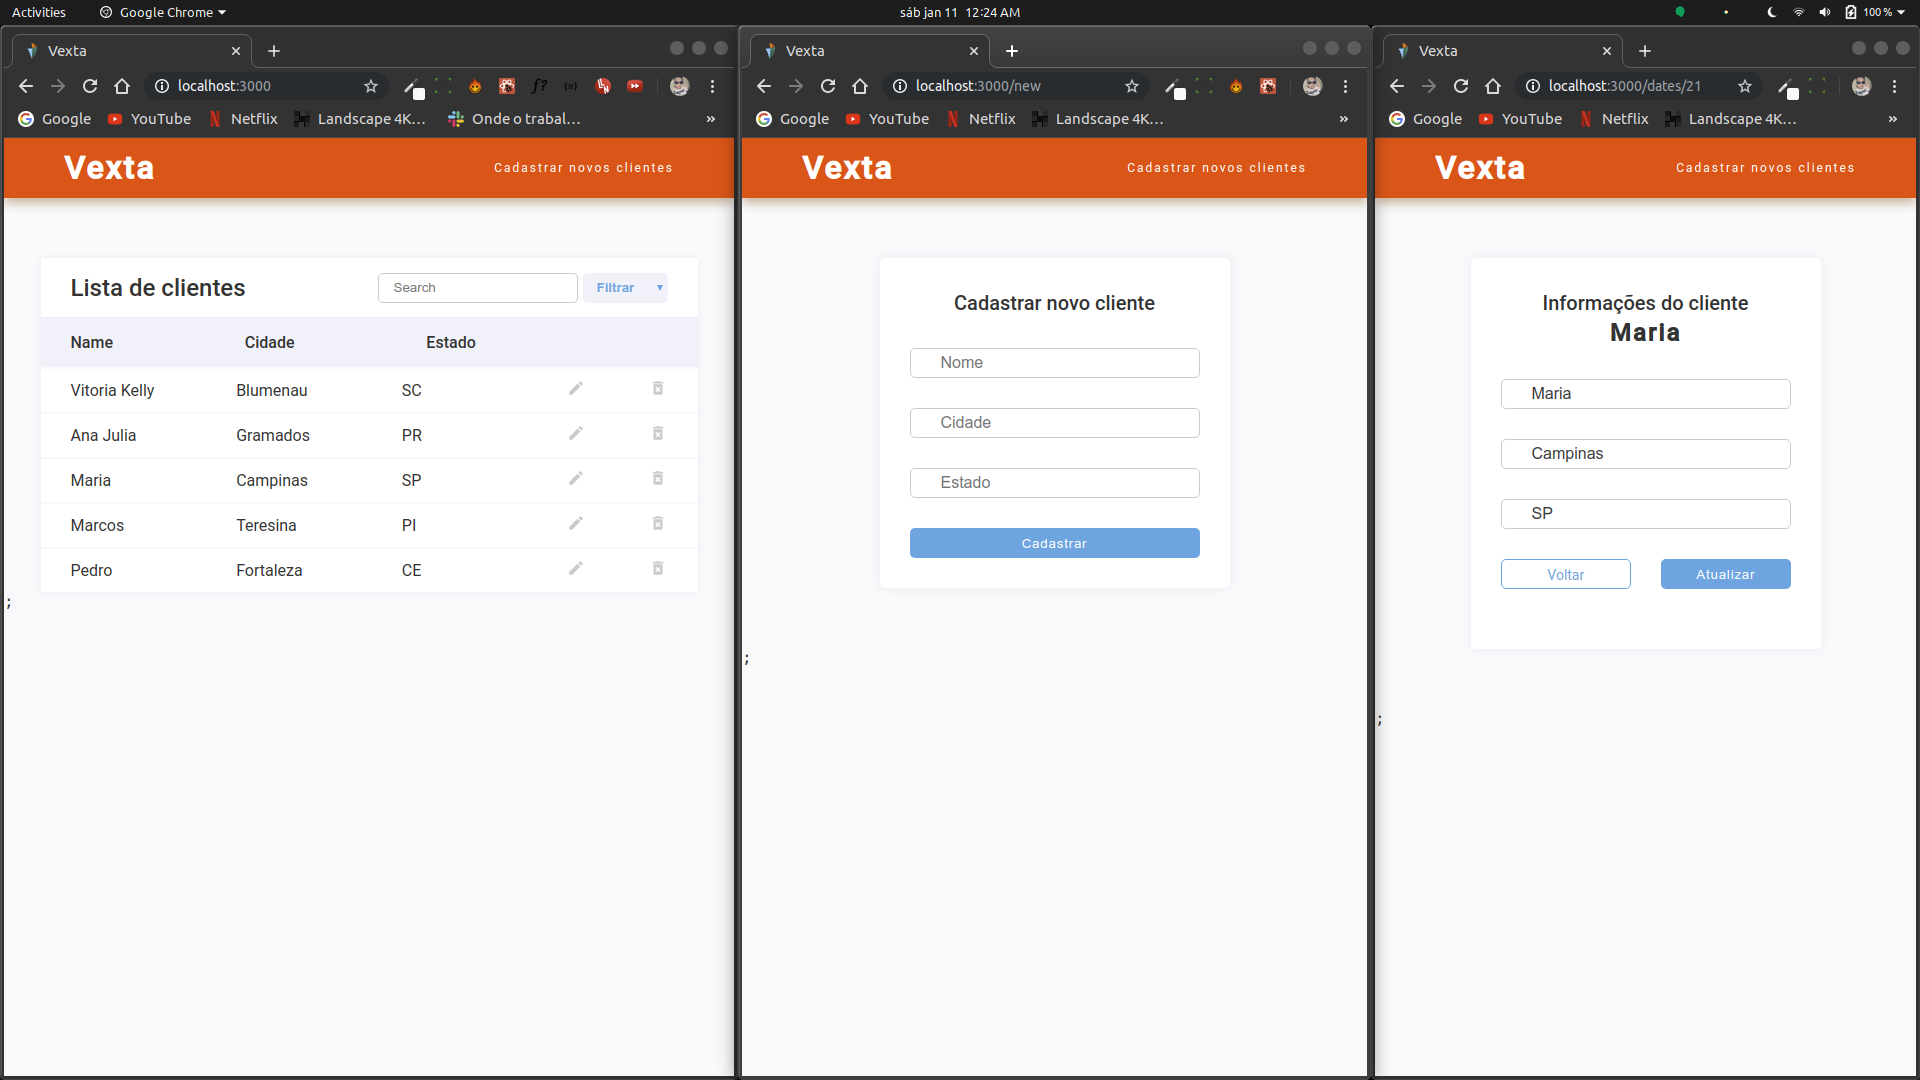 Activities Google Chrome sáb jan 11 12:24 AM 100 %
Vexta
localhost:3000
Google YouTube Netflix Landscape 4K... Onde o trabal... »
Vexta Cadastrar novos clientes
Lista de clientes Search Filtrar
Name Cidade Estado
Vitoria Kelly Blumenau SC
Ana Julia Gramados PR
Maria Campinas SP
Marcos Teresina PI
Pedro Fortaleza CE
;
Vexta
localhost:3000/new
Google YouTube Netflix Landscape 4K... »
Vexta Cadastrar novos clientes
Cadastrar novo cliente
Nome
Cidade
Estado
Cadastrar
;
Vexta
localhost:3000/dates/21
Google YouTube Netflix Landscape 4K... »
Vexta Cadastrar novos clientes
Informações do cliente
Maria
Maria
Campinas
SP
Voltar Atualizar
;